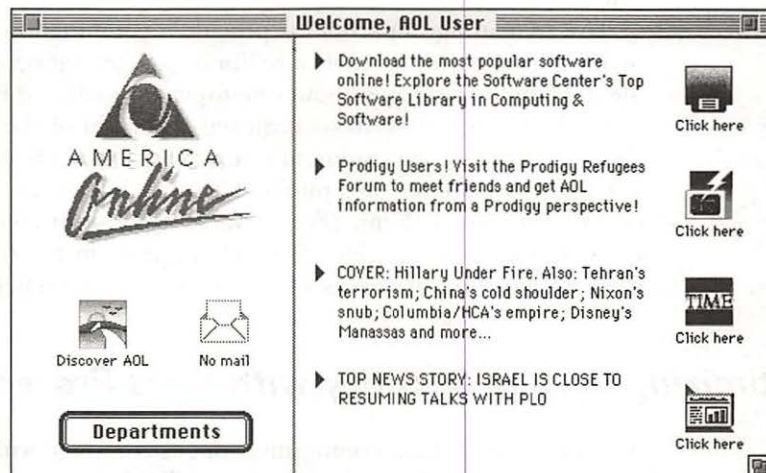 Welcome, AOL User
AMERICA
Online
Discover AOL
No mail
Departments
Download the most popular software
online! Explore the Software Center's Top
Software Library in Computing &
Software!
Click here
Prodigy Users! Visit the Prodigy Refugees
Forum to meet friends and get AOL
information from a Prodigy perspective!
Click here
COVER: Hillary Under Fire. Also: Tehran's
terrorism; China's cold shoulder; Nixon's
snub; Columbia/HCA's empire; Disney's
Manassas and more...
TIME
Click here
TOP NEWS STORY: ISRAEL IS CLOSE TO
RESUMING TALKS WITH PLO
Click here